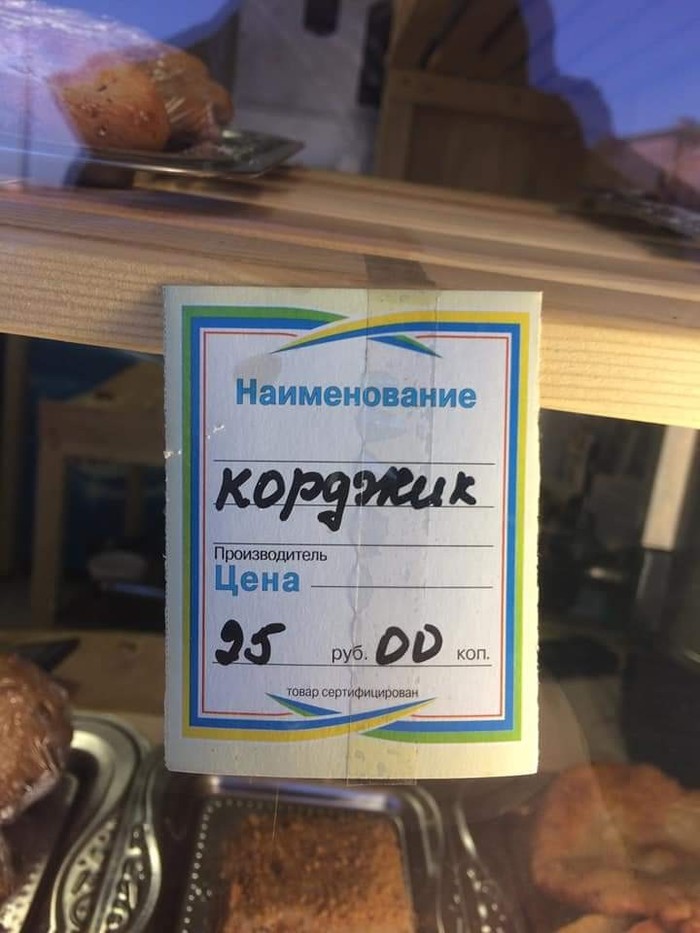 Наименование
корджик
Производитель
Цена
25 руб. 00 коп.
товар сертифицирован